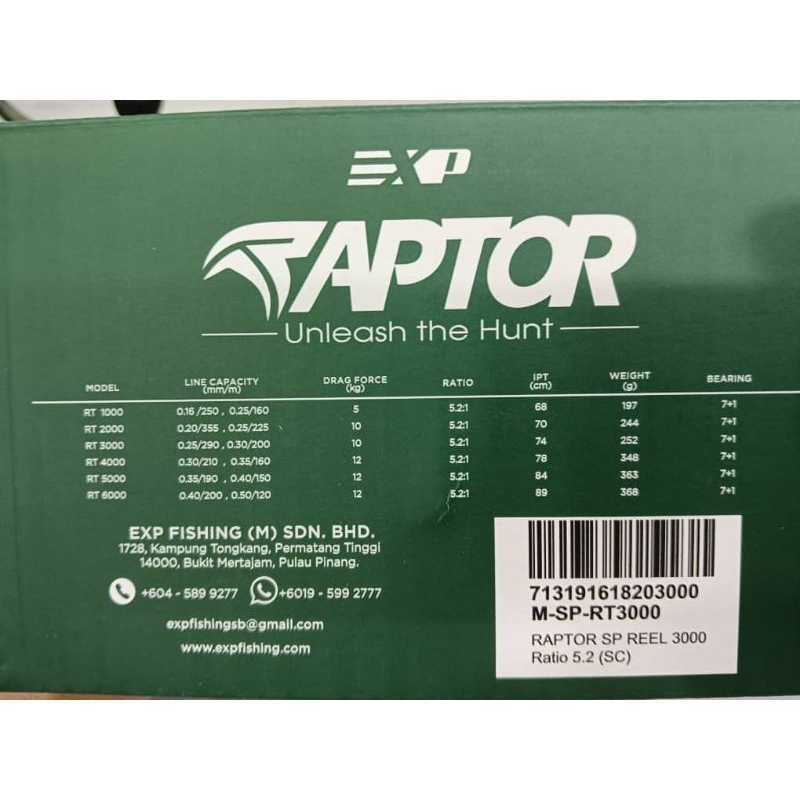 EXP
RAPTOR
Unleash the Hunt
MODEL LINE CAPACITY (mm/m) DRAG FORCE (kg) RATIO IPT (cm) WEIGHT (g) BEARING
RT 1000 0.16/250 , 0.25/160 5 5.2:1 68 197 7+1
RT 2000 0.20/355 , 0.25/225 10 5.2:1 70 244 7+1
RT 3000 0.25/290 , 0.30/200 10 5.2:1 74 252 7+1
RT 4000 0.30/210 , 0.35/160 12 5.2:1 78 348 7+1
RT 5000 0.35/190 , 0.40/150 12 5.2:1 84 363 7+1
RT 6000 0.40/200 , 0.50/120 12 5.2:1 89 368 7+1
EXP FISHING (M) SDN. BHD.
1728, Kampung Tongkang, Permatang Tinggi
14000, Bukit Mertajam, Pulau Pinang.
+604 - 589 9277 +6019 - 599 2777
expfishingsb@gmail.com
www.expfishing.com
713191618203000
M-SP-RT3000
RAPTOR SP REEL 3000
Ratio 5.2 (SC)